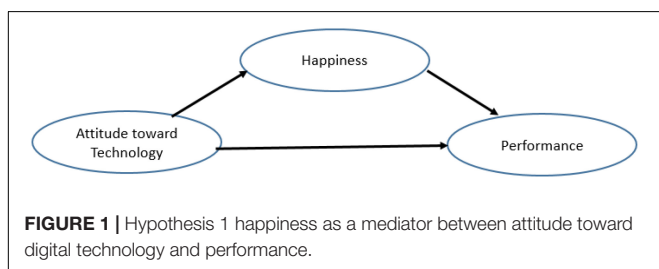 Happiness
Attitude toward
Technology
Performance
FIGURE 1 | Hypothesis 1 happiness as a mediator between attitude toward
digital technology and performance.